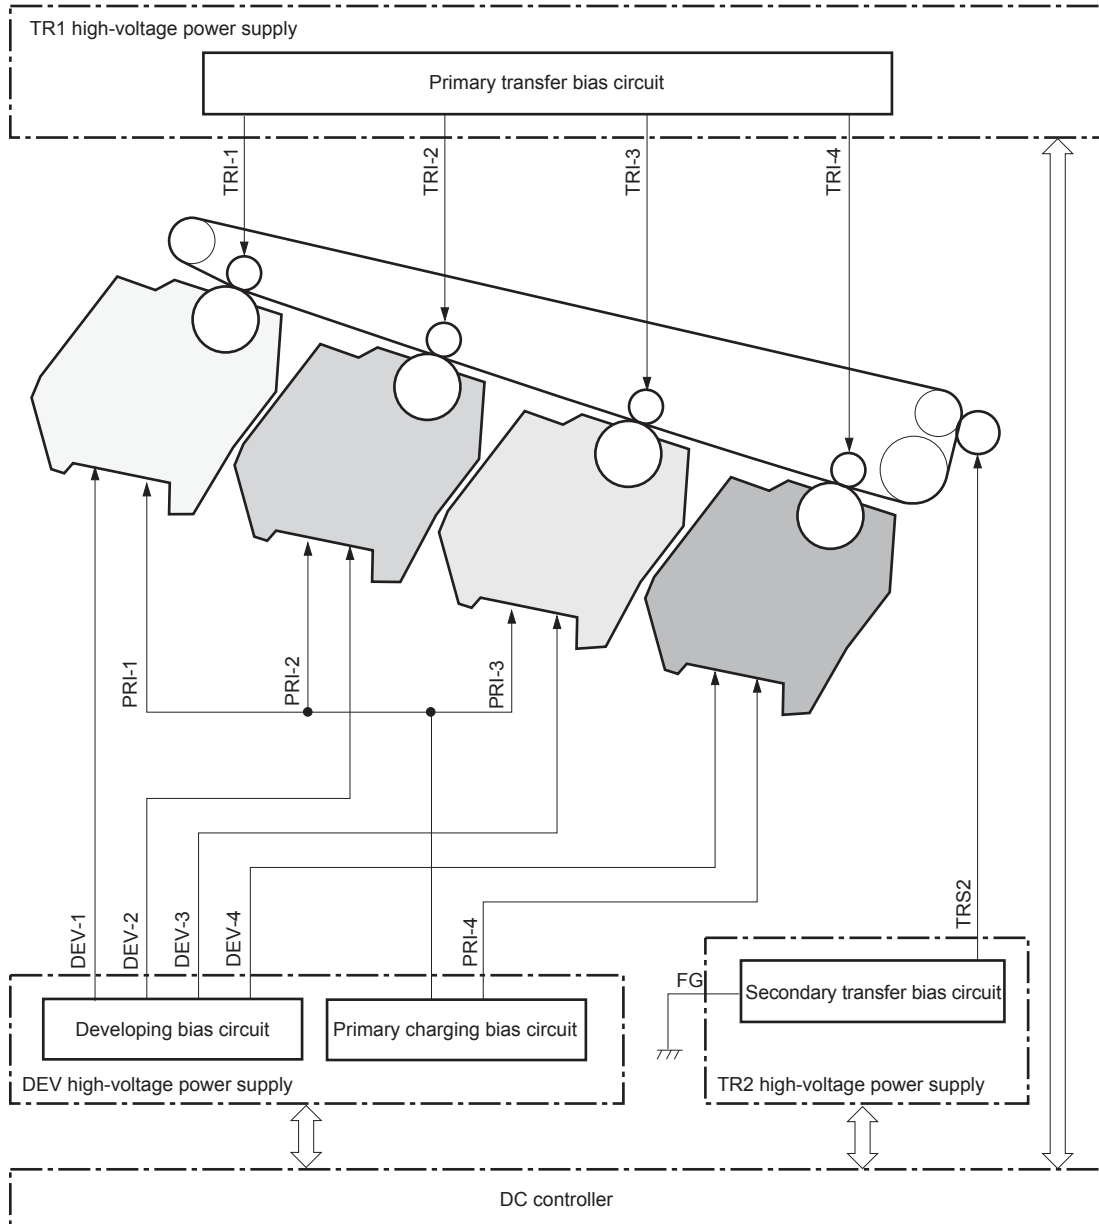 TR1 high-voltage power supply
Primary transfer bias circuit
TRI-1
TRI-2
TRI-3
TRI-4
PRI-1
PRI-2
PRI-3
DEV-1
DEV-2
DEV-3
DEV-4
PRI-4
TRS2
FG
Developing bias circuit
Primary charging bias circuit
Secondary transfer bias circuit
DEV high-voltage power supply
TR2 high-voltage power supply
DC controller